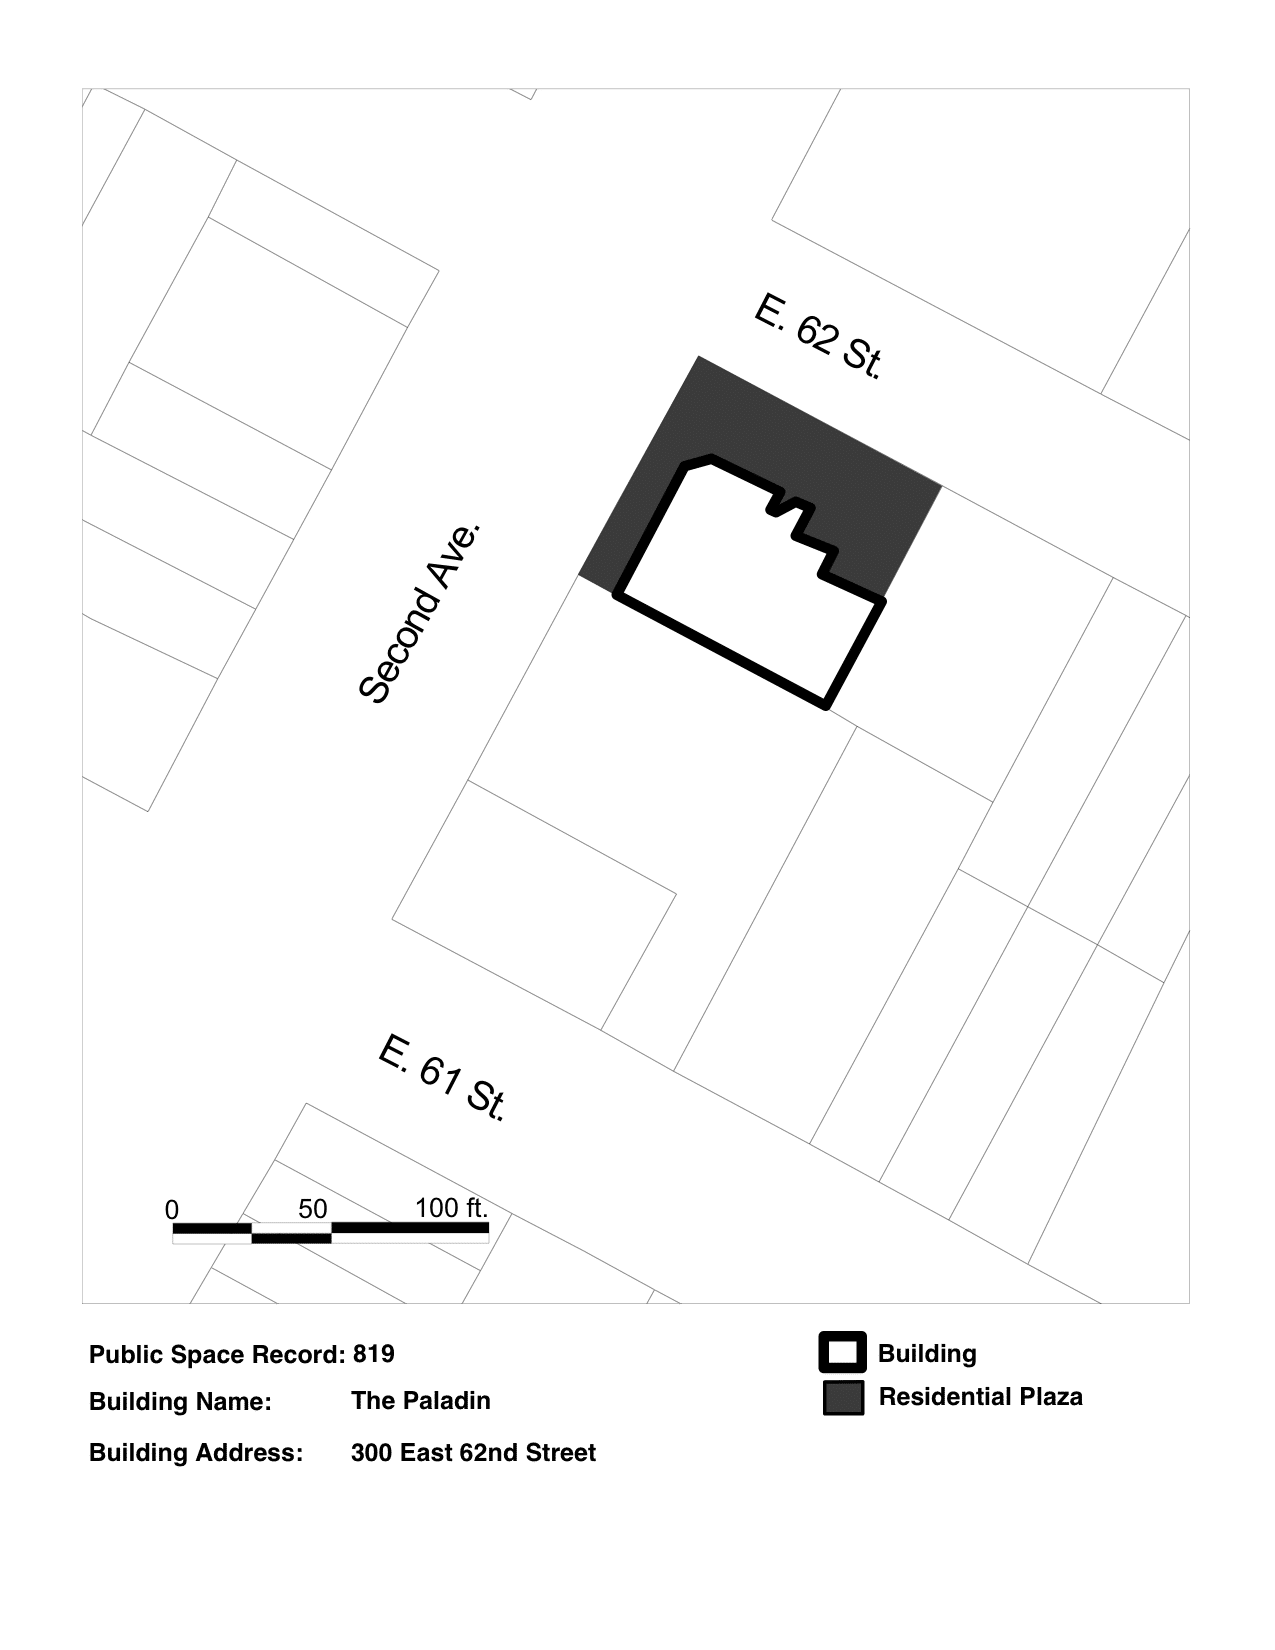 E. 62 St.
Second Ave.
E. 61 St.
0 50 100 ft.
Public Space Record: 819
Building Name: The Paladin
Building Address: 300 East 62nd Street
Building
Residential Plaza